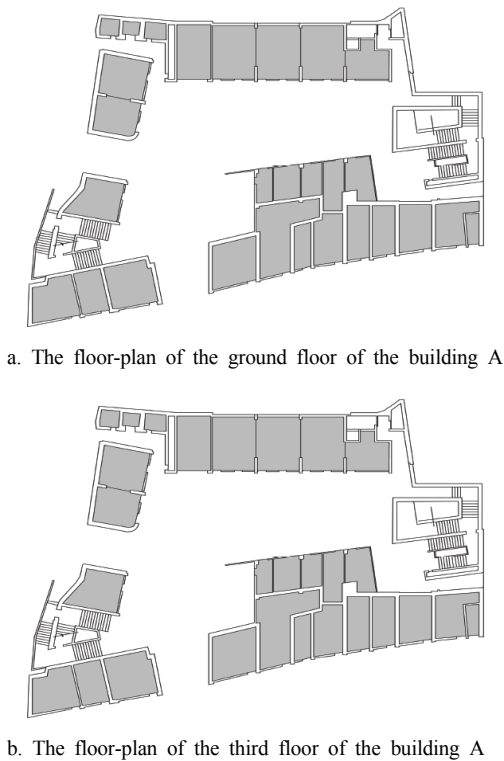 a. The floor-plan of the ground floor of the building A
b. The floor-plan of the third floor of the building A